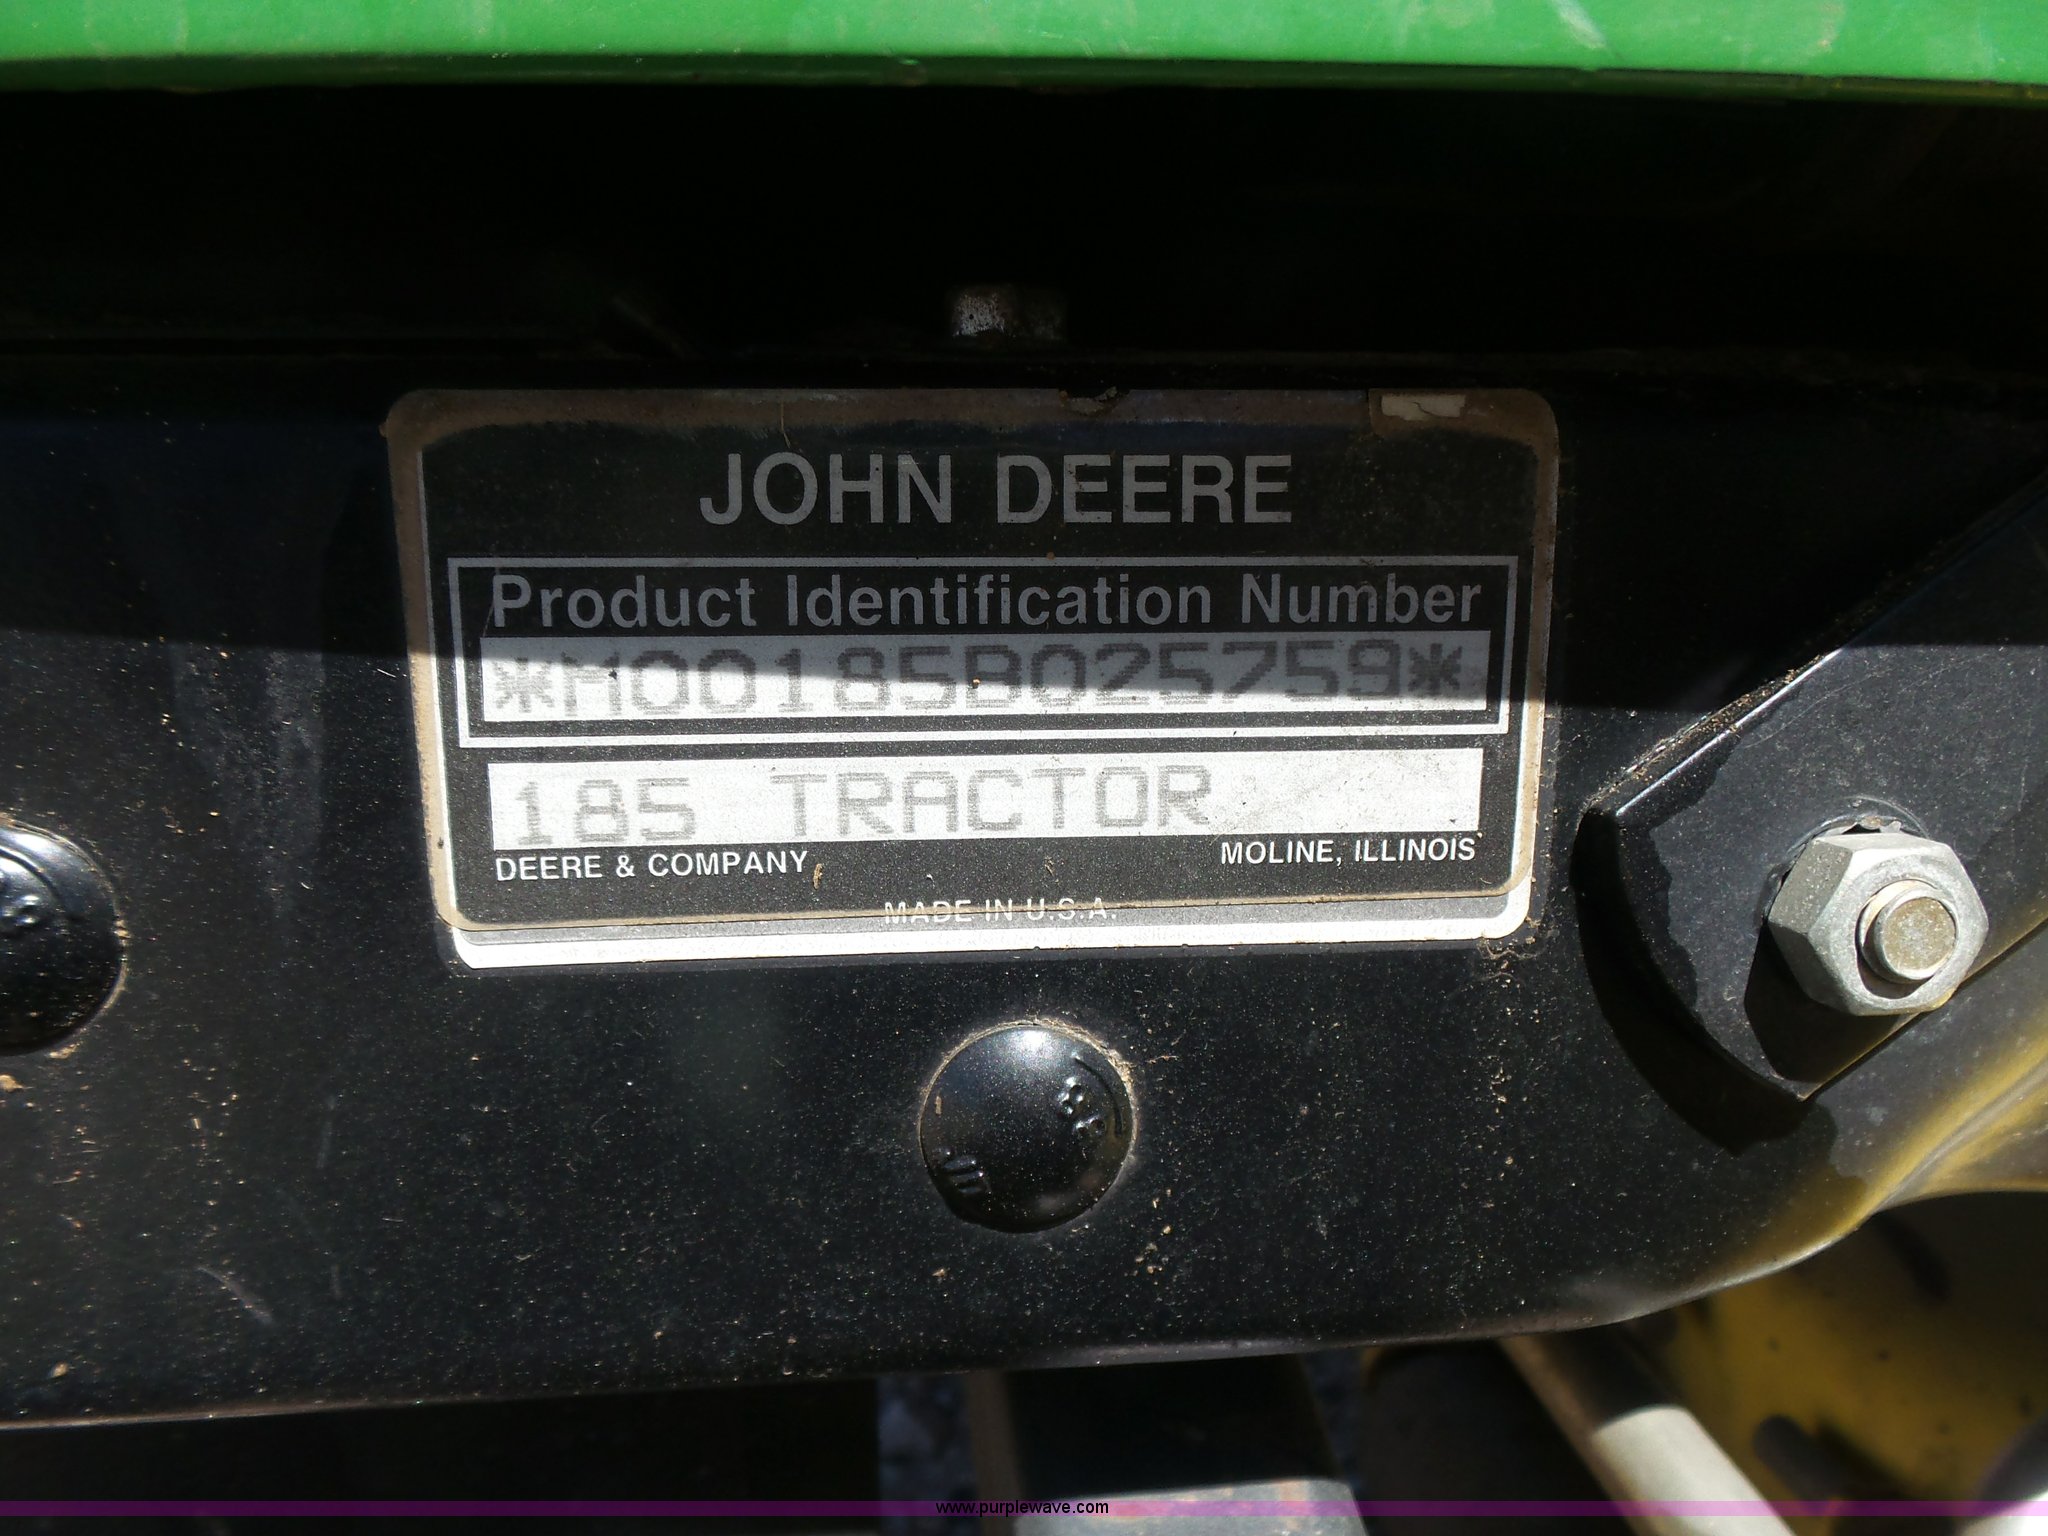 JOHN DEERE
Product Identification Number
*M00185B025759*
185 TRACTOR
DEERE & COMPANY MOLINE, ILLINOIS
MADE IN U.S.A.
www.purplewave.com